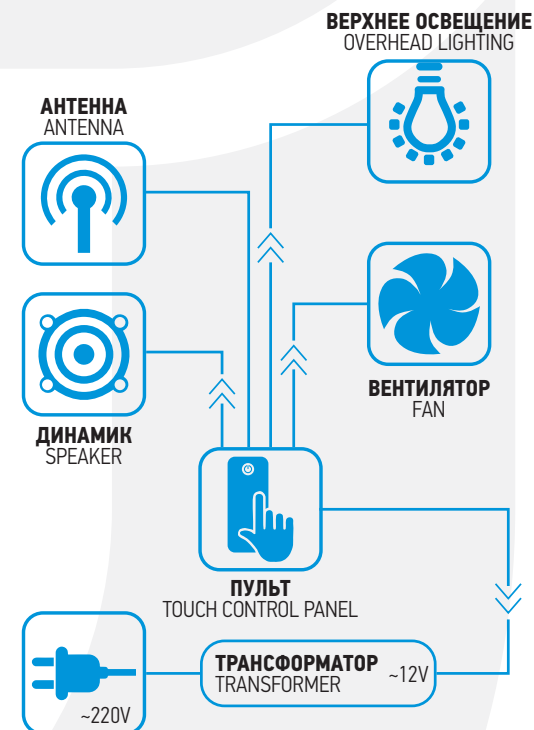 ВЕРХНЕЕ ОСВЕЩЕНИЕ
OVERHEAD LIGHTING
АНТЕННА
ANTENNA
ВЕНТИЛЯТОР
FAN
ДИНАМИК
SPEAKER
ПУЛЬТ
TOUCH CONTROL PANEL
ТРАНСФОРМАТОР
TRANSFORMER
~12V
~220V